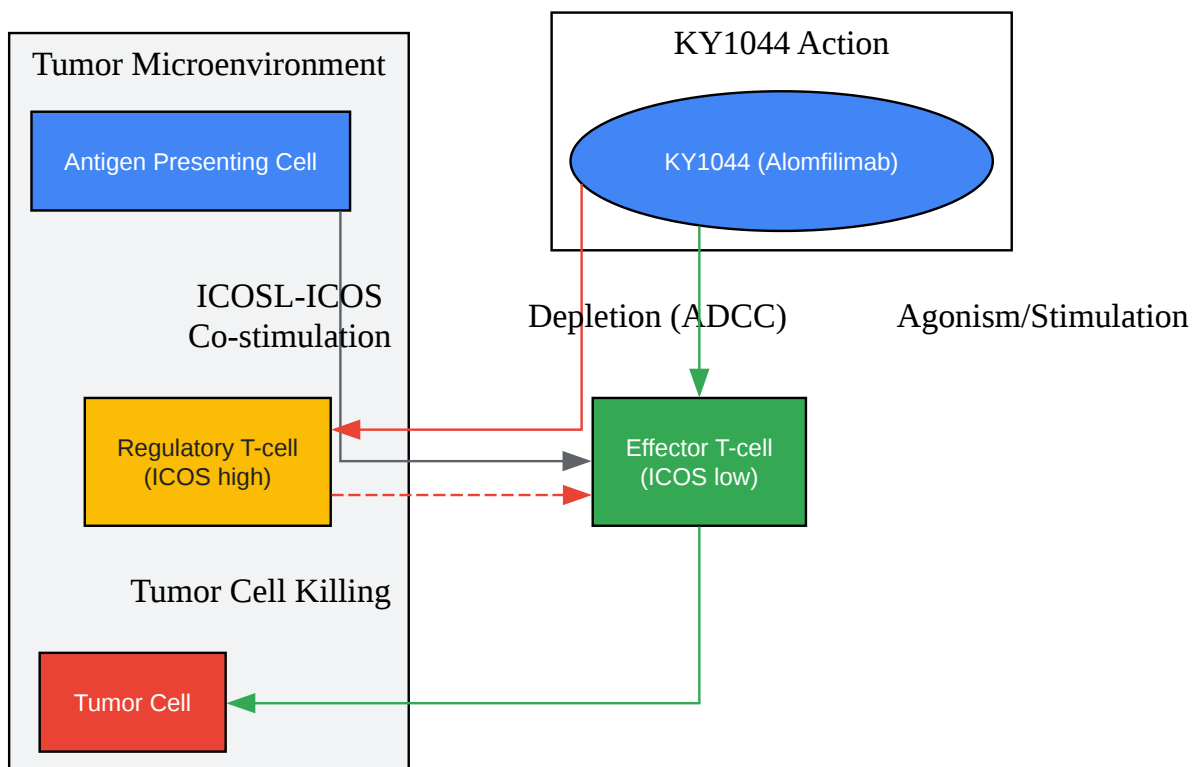 KY1044 Action
Tumor Microenvironment
Antigen Presenting Cell
KY1044 (Alomfilimab)
ICOSL-ICOS
Co-stimulation
Depletion (ADCC)
Agonism/Stimulation
Regulatory T-cell
(ICOS high)
Effector T-cell
(ICOS low)
Tumor Cell Killing
Tumor Cell